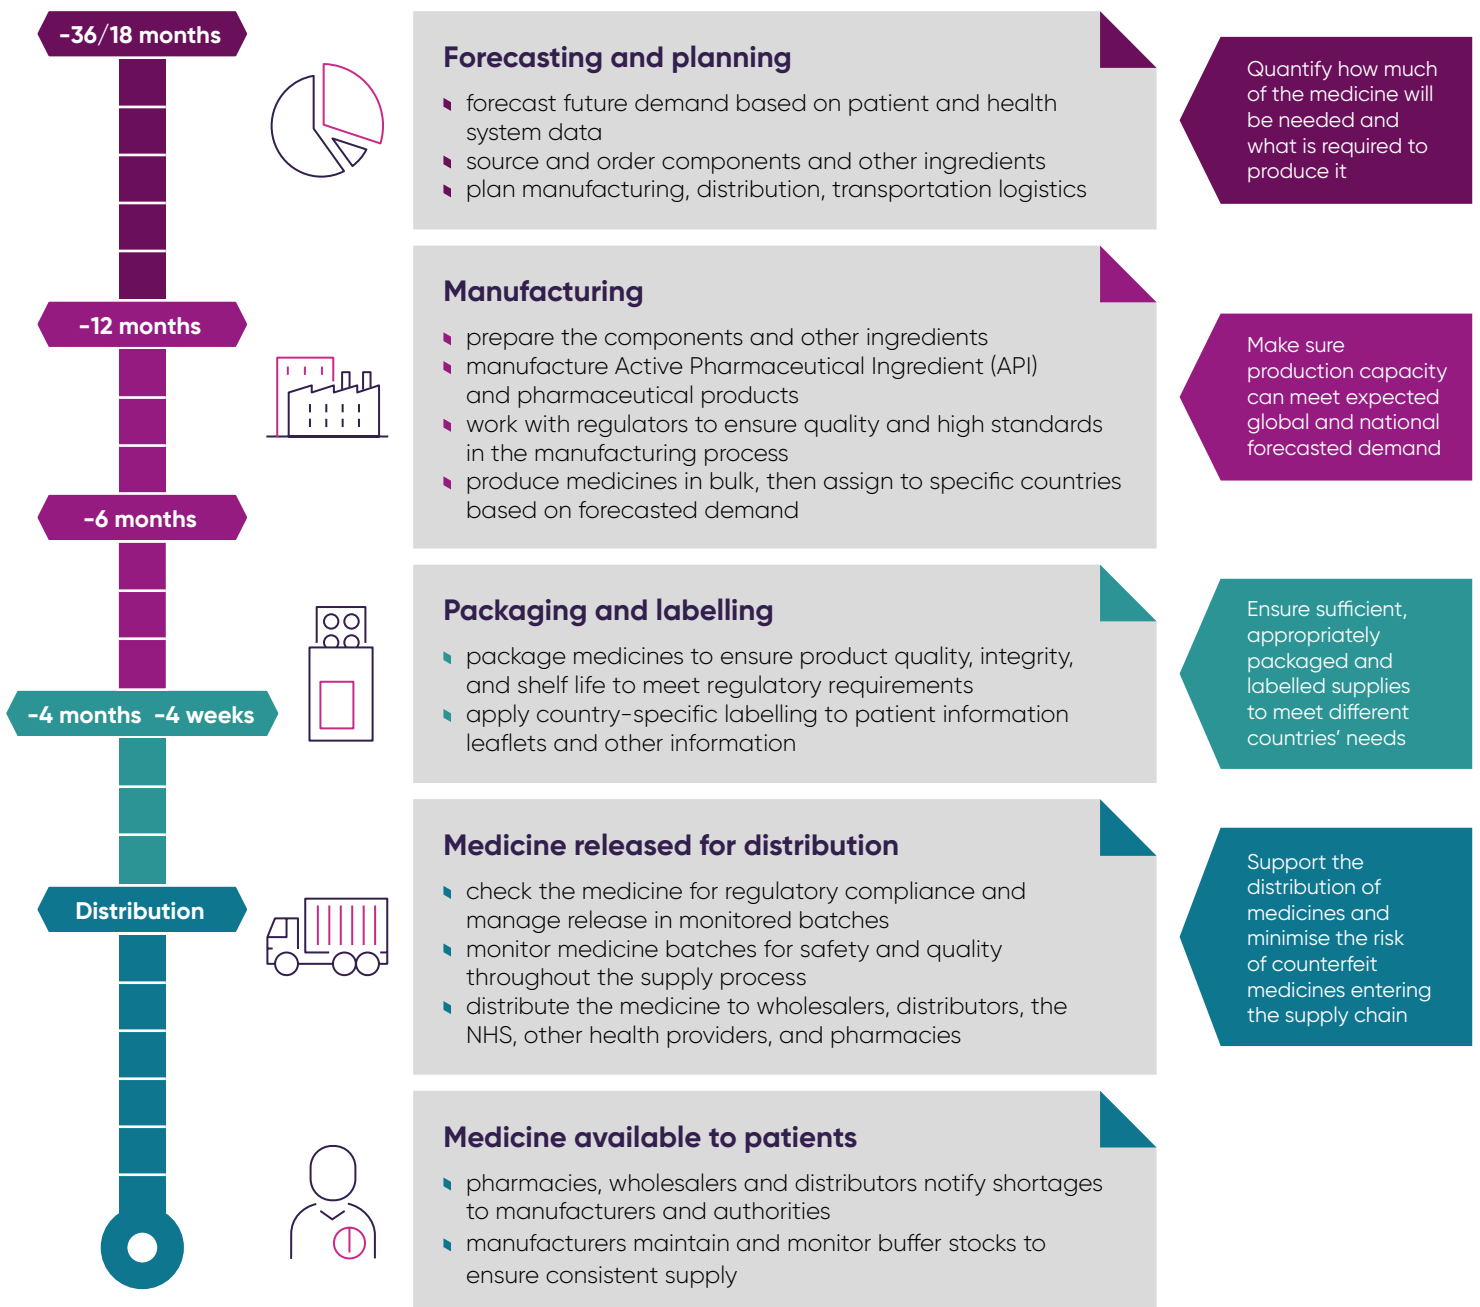 -36/18 months
Forecasting and planning
forecast future demand based on patient and health
system data
source and order components and other ingredients
plan manufacturing, distribution, transportation logistics
Quantify how much
of the medicine will
be needed and
what is required to
produce it
-12 months
Manufacturing
prepare the components and other ingredients
manufacture Active Pharmaceutical Ingredient (API)
and pharmaceutical products
work with regulators to ensure quality and high standards
in the manufacturing process
produce medicines in bulk, then assign to specific countries
based on forecasted demand
Make sure
production capacity
can meet expected
global and national
forecasted demand
-6 months
Packaging and labelling
package medicines to ensure product quality, integrity,
and shelf life to meet regulatory requirements
apply country-specific labelling to patient information
leaflets and other information
Ensure sufficient,
appropriately
packaged and
labelled supplies
to meet different
countries’ needs
-4 months -4 weeks
Medicine released for distribution
check the medicine for regulatory compliance and
manage release in monitored batches
monitor medicine batches for safety and quality
throughout the supply process
distribute the medicine to wholesalers, distributors, the
NHS, other health providers, and pharmacies
Support the
distribution of
medicines and
minimise the risk
of counterfeit
medicines entering
the supply chain
Distribution
Medicine available to patients
pharmacies, wholesalers and distributors notify shortages
to manufacturers and authorities
manufacturers maintain and monitor buffer stocks to
ensure consistent supply